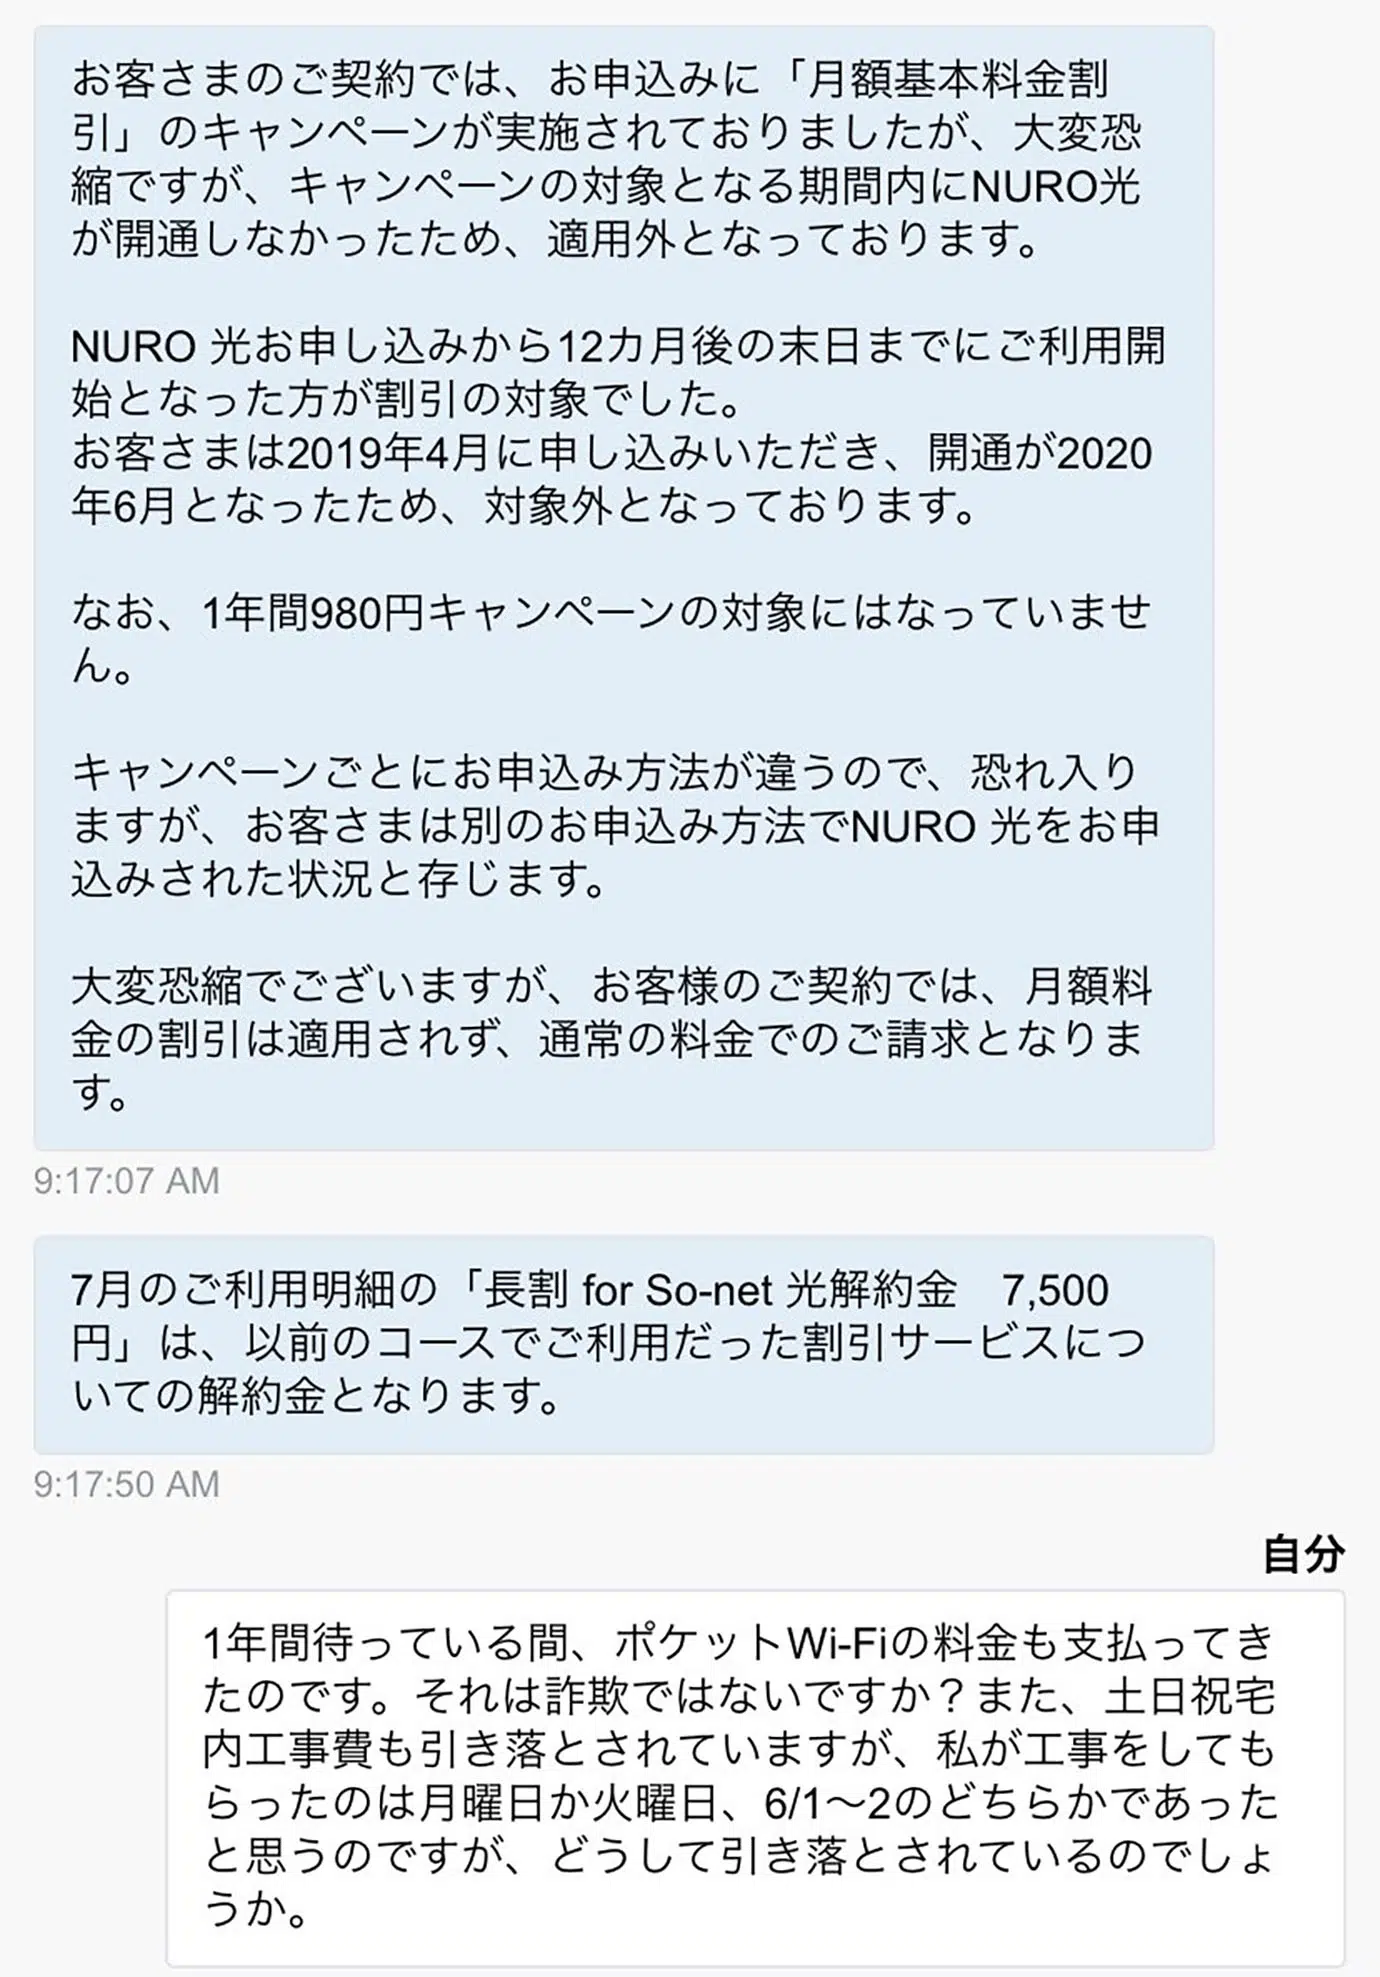 お客さまのご契約では、お申込みに「月額基本料金割
引」のキャンペーンが実施されておりましたが、大変恐
縮ですが、キャンペーンの対象となる期間内にNURO光
が開通しなかったため、適用外となっております。
NURO 光お申し込みから12カ月後の末日までにご利用開
始となった方が割引の対象でした。
お客さまは2019年4月に申し込みいただき、開通が2020
年6月となったため、対象外となっております。
なお、1年間980円キャンペーンの対象にはなっていませ
ん。
キャンペーンごとにお申込み方法が違うので、恐れ入り
ますが、お客さまは別のお申込み方法でNURO 光をお申
込みされた状況と存じます。
大変恐縮でございますが、お客様のご契約では、月額料
金の割引は適用されず、通常の料金でのご請求となりま
す。
9:17:07 AM
7月のご利用明細の「長割 for So-net 光解約金　7,500
円」は、以前のコースでご利用だった割引サービスにつ
いての解約金となります。
9:17:50 AM
自分
1年間待っている間、ポケットWi-Fiの料金も支払ってき
たのです。それは詐欺ではないですか？また、土日祝宅
内工事費も引き落とされていますが、私が工事をしても
らったのは月曜日か火曜日、6/1〜2のどちらかであった
と思うのですが、どうして引き落とされているのでしょ
うか。